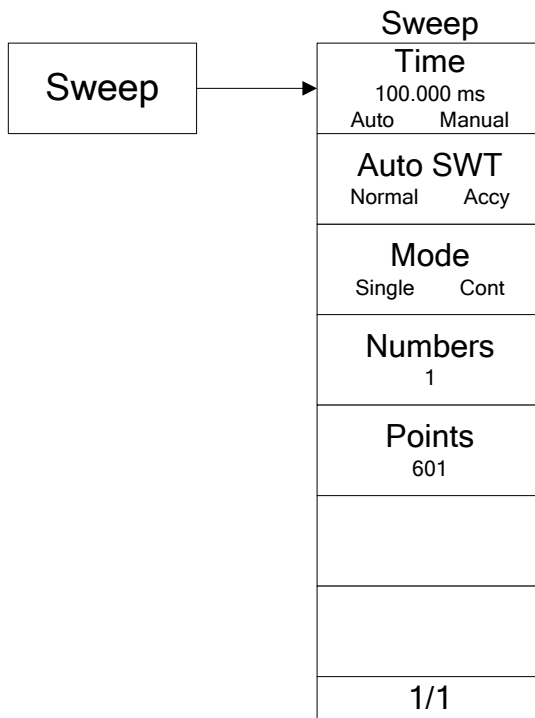 Sweep
Sweep
Time
100.000 ms
Auto Manual
Auto SWT
Normal Accy
Mode
Single Cont
Numbers
1
Points
601
1/1